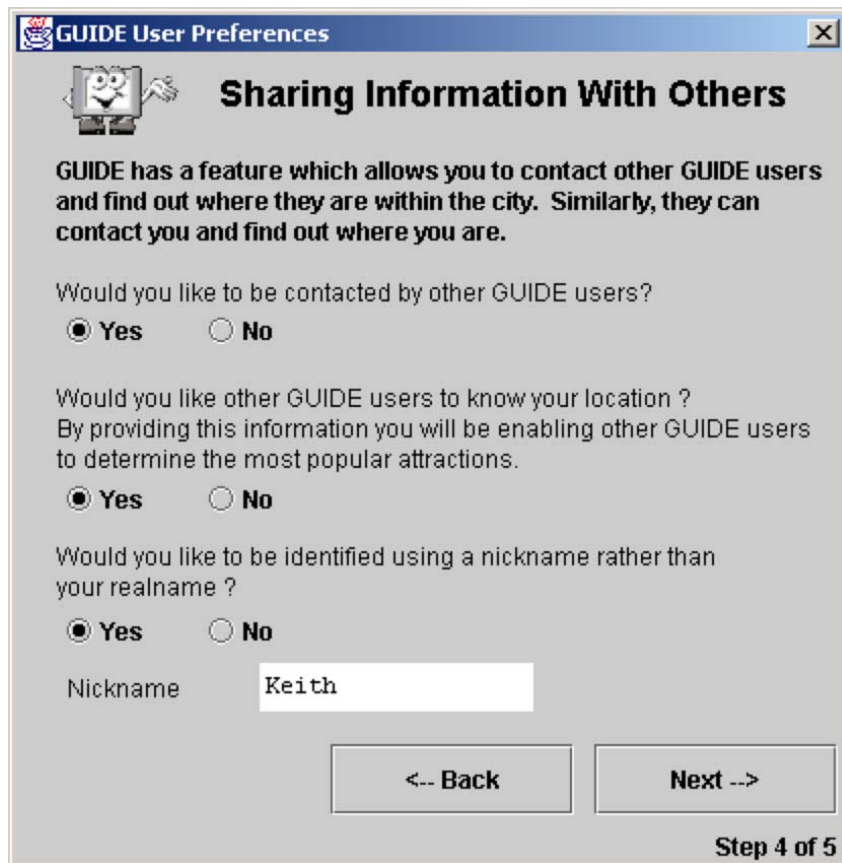 GUIDE User Preferences
Sharing Information With Others
GUIDE has a feature which allows you to contact other GUIDE users
and find out where they are within the city. Similarly, they can
contact you and find out where you are.
Would you like to be contacted by other GUIDE users?
Yes No
Would you like other GUIDE users to know your location ?
By providing this information you will be enabling other GUIDE users
to determine the most popular attractions.
Yes No
Would you like to be identified using a nickname rather than
your realname ?
Yes No
Nickname Keith
<-- Back Next -->
Step 4 of 5